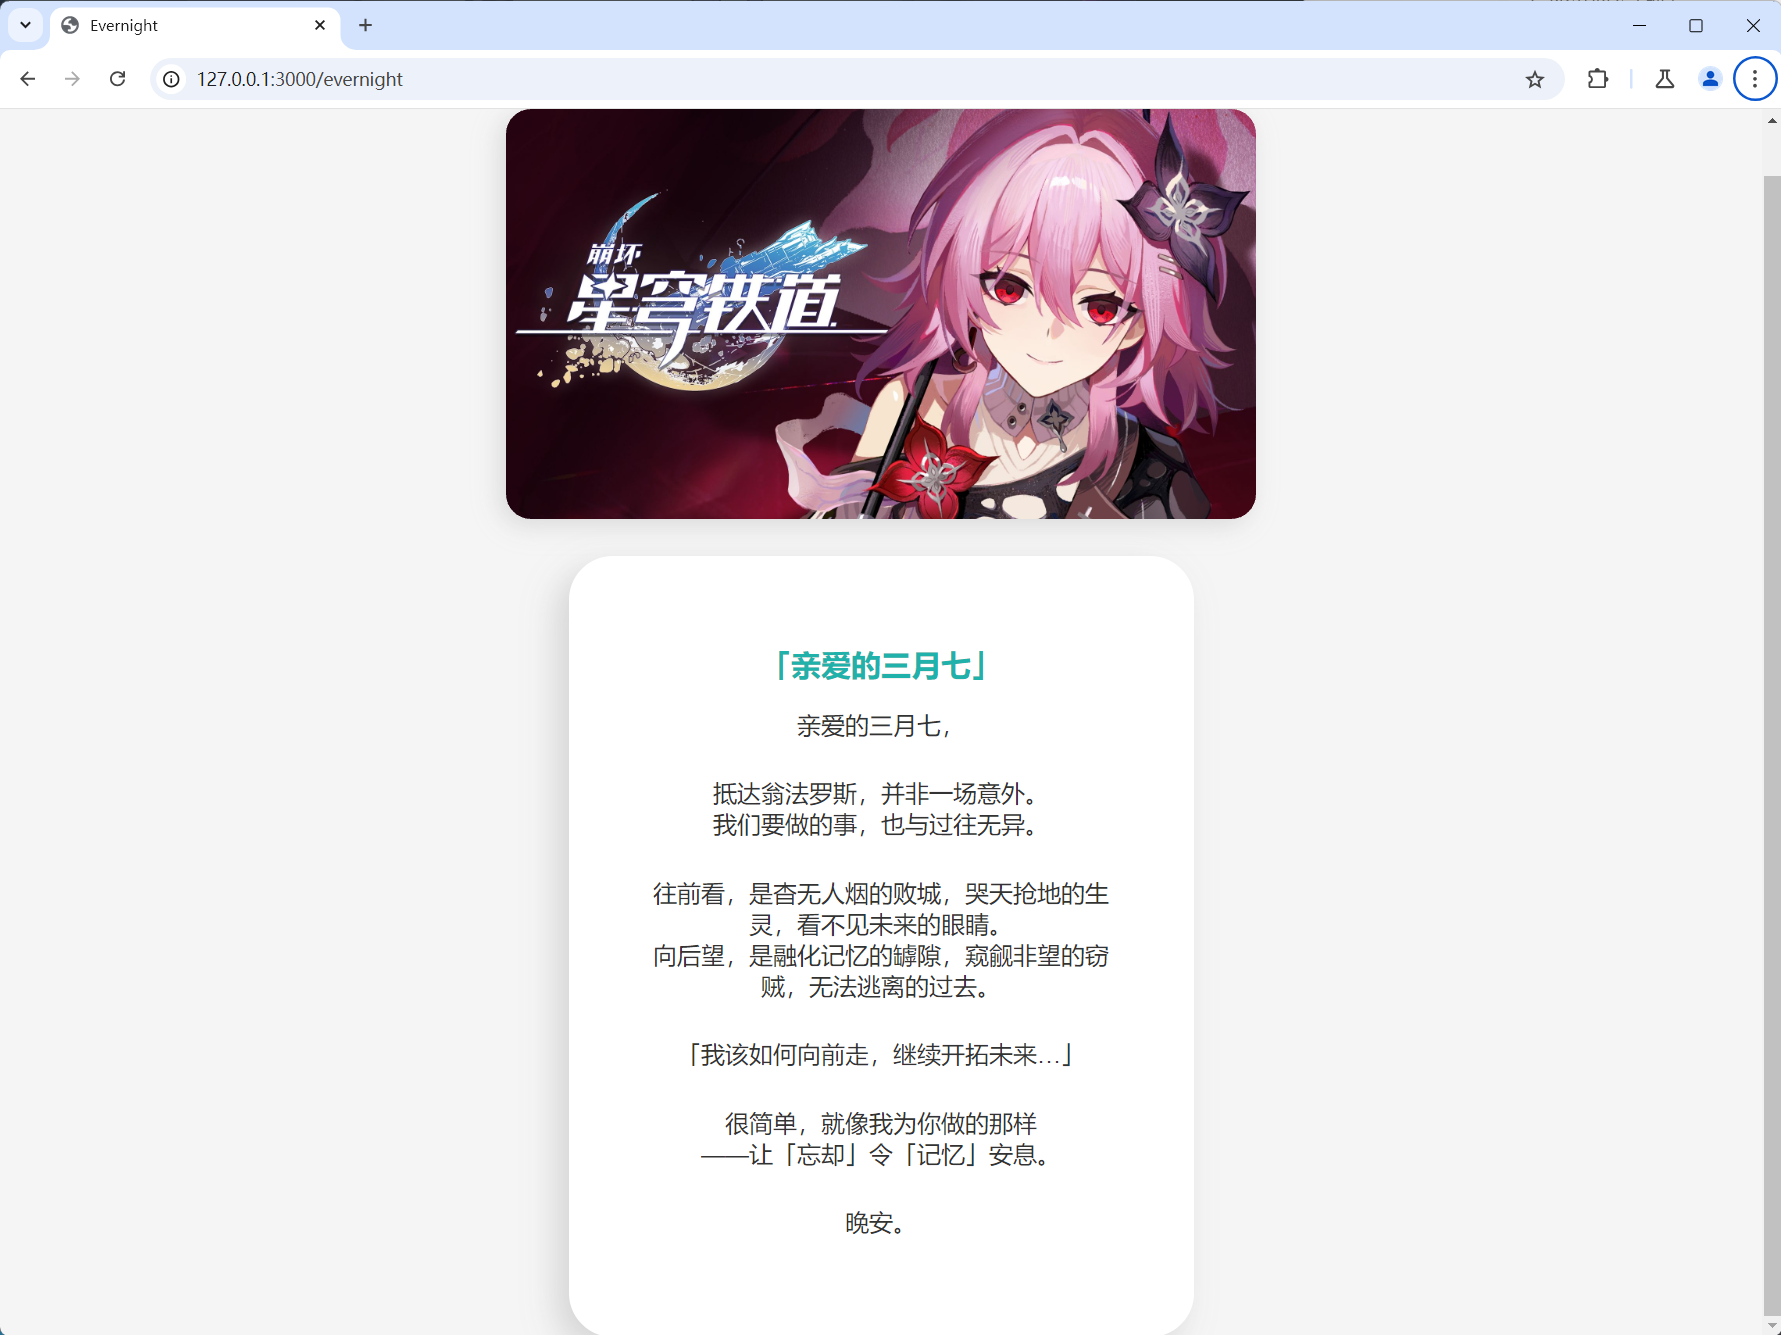 Evernight
127.0.0.1:3000/evernight
崩坏
星穹铁道
「亲爱的三月七」
亲爱的三月七，
抵达翁法罗斯，并非一场意外。
我们要做的事，也与过往无异。
往前看，是杳无人烟的败城，哭天抢地的生
灵，看不见未来的眼睛。
向后望，是融化记忆的罅隙，窥觎非望的窃
贼，无法逃离的过去。
「我该如何向前走，继续开拓未来…」
很简单，就像我为你做的那样
——让「忘却」令「记忆」安息。
晚安。